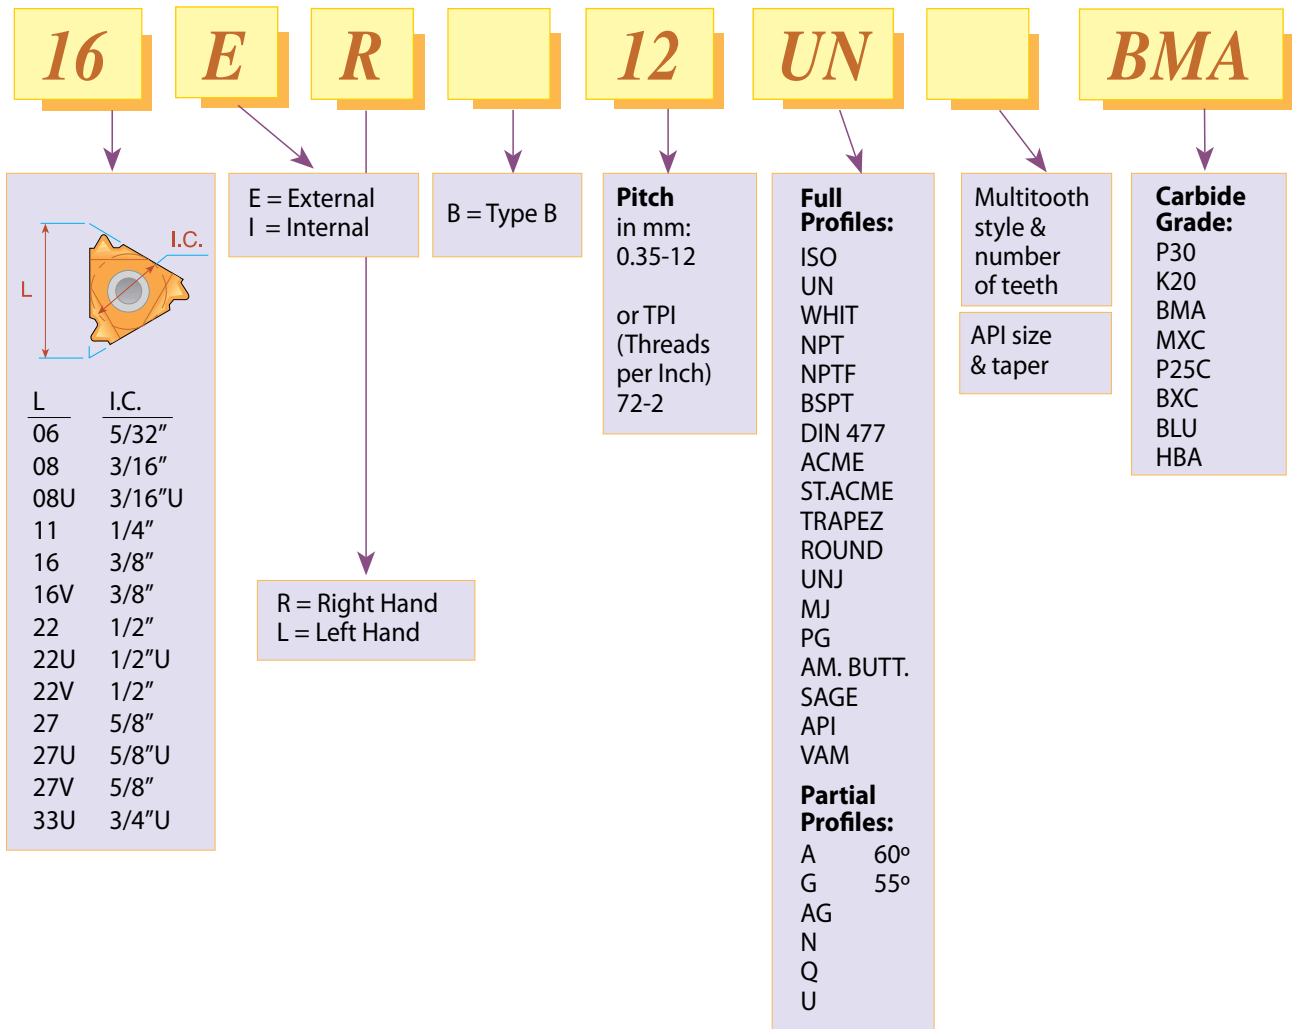 16 E R 12 UN BMA
L
I.C.
L I.C.
06 5/32"
08 3/16"
08U 3/16"U
11 1/4"
16 3/8"
16V 3/8"
22 1/2"
22U 1/2"U
22V 1/2"
27 5/8"
27U 5/8"U
27V 5/8"
33U 3/4"U
E = External
I = Internal
R = Right Hand
L = Left Hand
B = Type B
Pitch
in mm:
0.35-12
or TPI
(Threads
per Inch)
72-2
Full
Profiles:
ISO
UN
WHIT
NPT
NPTF
BSPT
DIN 477
ACME
ST.ACME
TRAPEZ
ROUND
UNJ
MJ
PG
AM. BUTT.
SAGE
API
VAM
Partial
Profiles:
A 60º
G 55º
AG
N
Q
U
Multitooth
style &
number
of teeth
API size
& taper
Carbide
Grade:
P30
K20
BMA
MXC
P25C
BXC
BLU
HBA